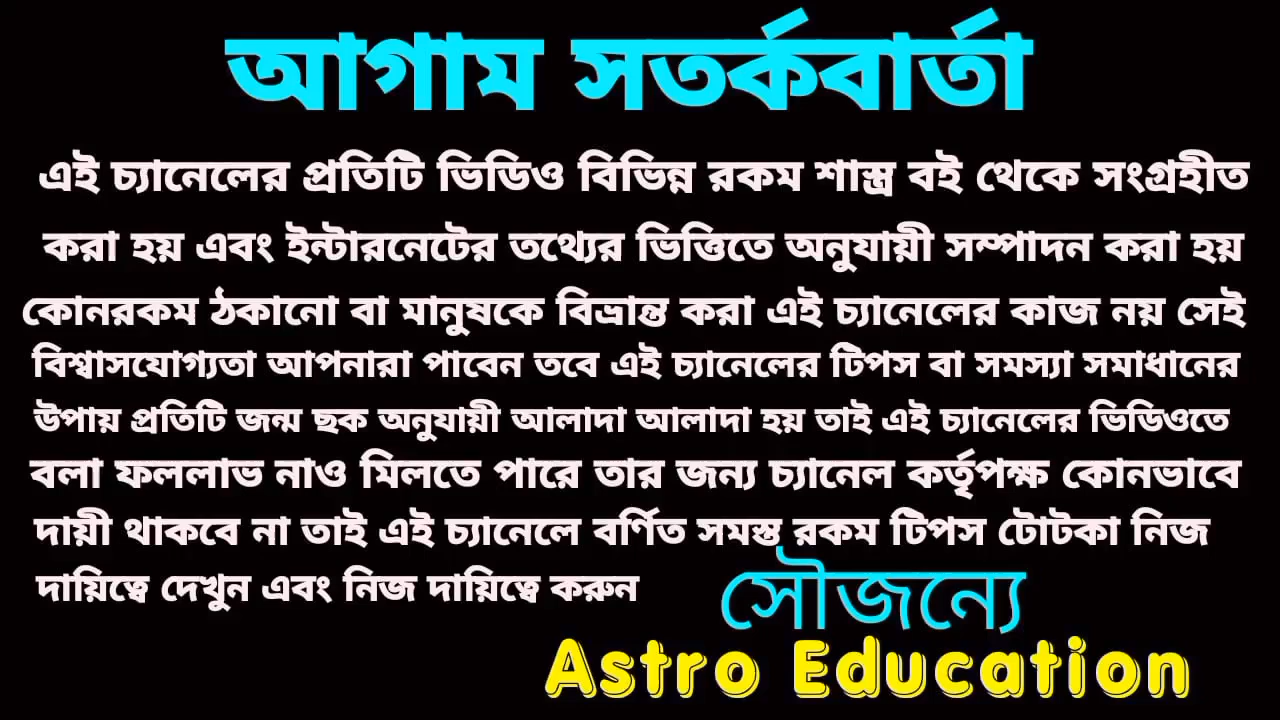 আগাম সতর্কবার্তা
এই চ্যানেলের প্রতিটি ভিডিও বিভিন্ন রকম শাস্ত্র বই থেকে সংগ্রহীত
করা হয় এবং ইন্টারনেটের তথ্যের ভিত্তিতে অনুযায়ী সম্পাদন করা হয়
কোনরকম ঠকানো বা মানুষকে বিভ্রান্ত করা এই চ্যানেলের কাজ নয় সেই
বিশ্বাসযোগ্যতা আপনারা পাবেন তবে এই চ্যানেলের টিপস বা সমস্যা সমাধানের
উপায় প্রতিটি জন্ম ছক অনুযায়ী আলাদা আলাদা হয় তাই এই চ্যানেলের ভিডিওতে
বলা ফললাভ নাও মিলতে পারে তার জন্য চ্যানেল কর্তৃপক্ষ কোনভাবে
দায়ী থাকবে না তাই এই চ্যানেলে বর্ণিত সমস্ত রকম টিপস টোটকা নিজ
দায়িত্বে দেখুন এবং নিজ দায়িত্বে করুন
সৌজন্যে
Astro Education